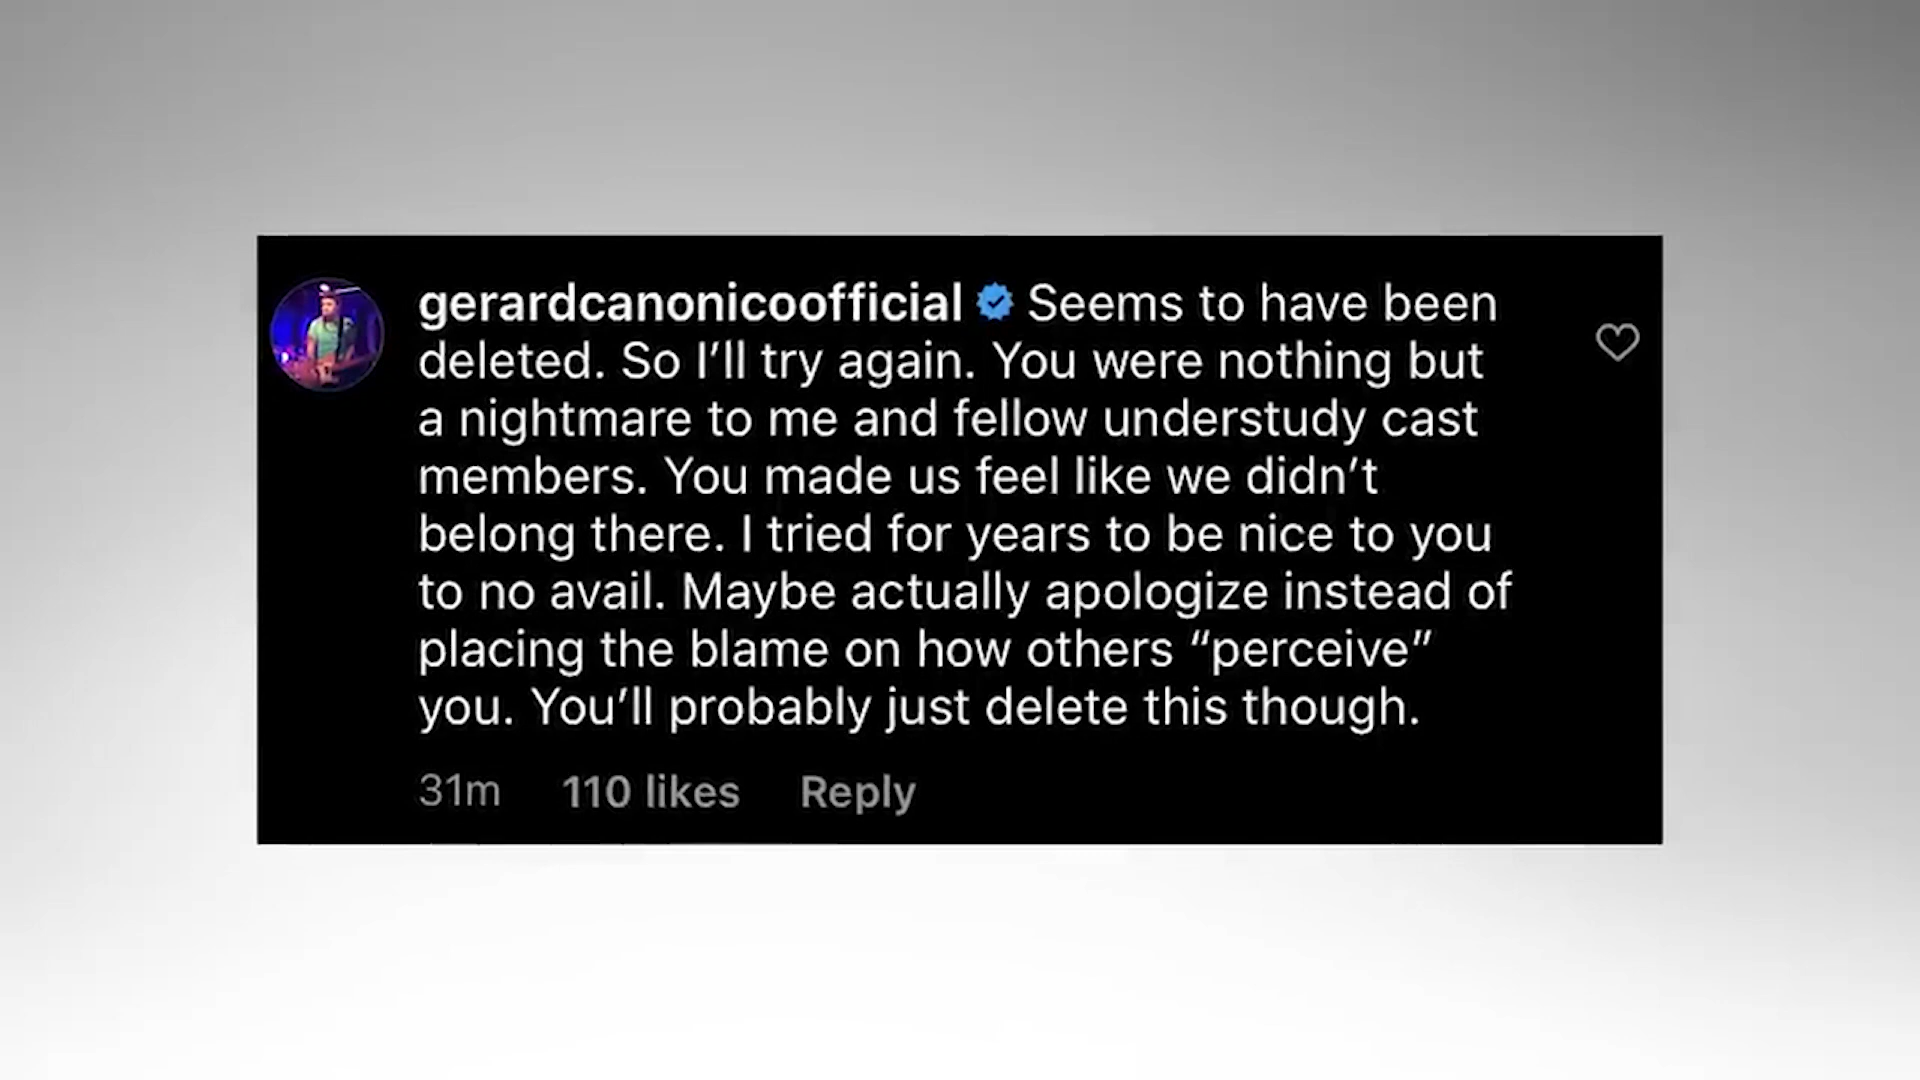 gerardcanonicoofficial Seems to have been
deleted. So I’ll try again. You were nothing but
a nightmare to me and fellow understudy cast
members. You made us feel like we didn’t
belong there. I tried for years to be nice to you
to no avail. Maybe actually apologize instead of
placing the blame on how others “perceive”
you. You’ll probably just delete this though.
31m 110 likes Reply